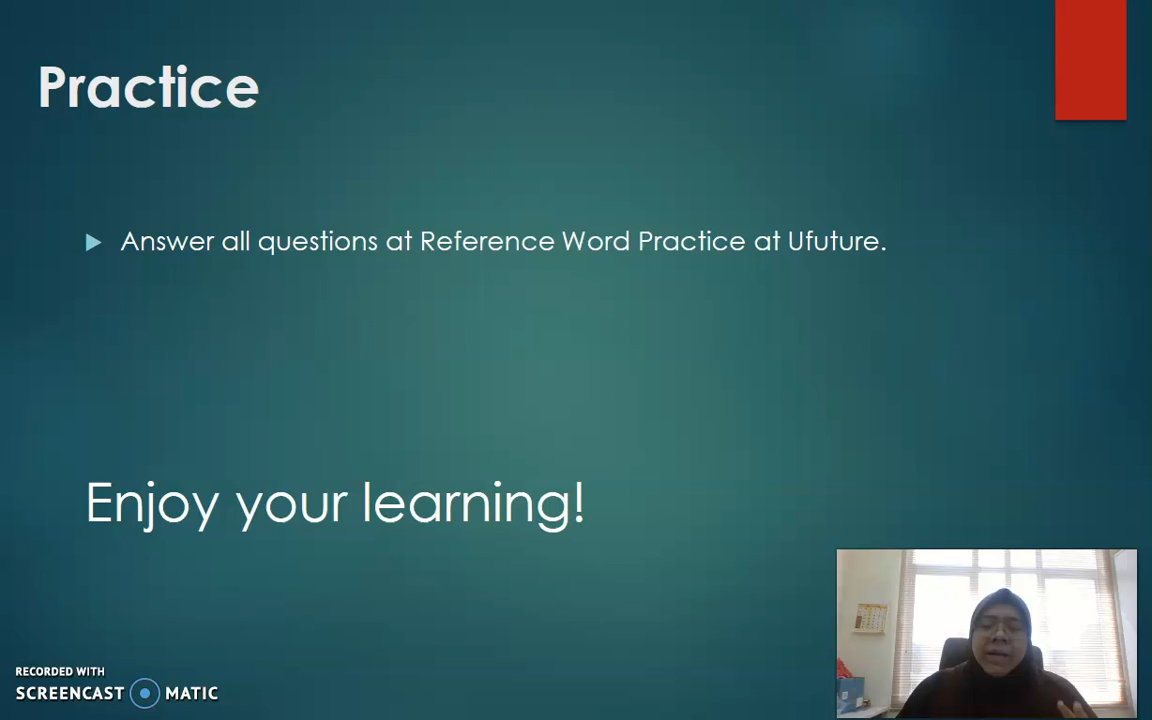 Practice
Answer all questions at Reference Word Practice at Ufuture.
Enjoy your learning!
RECORDED WITH
SCREENCAST MATIC